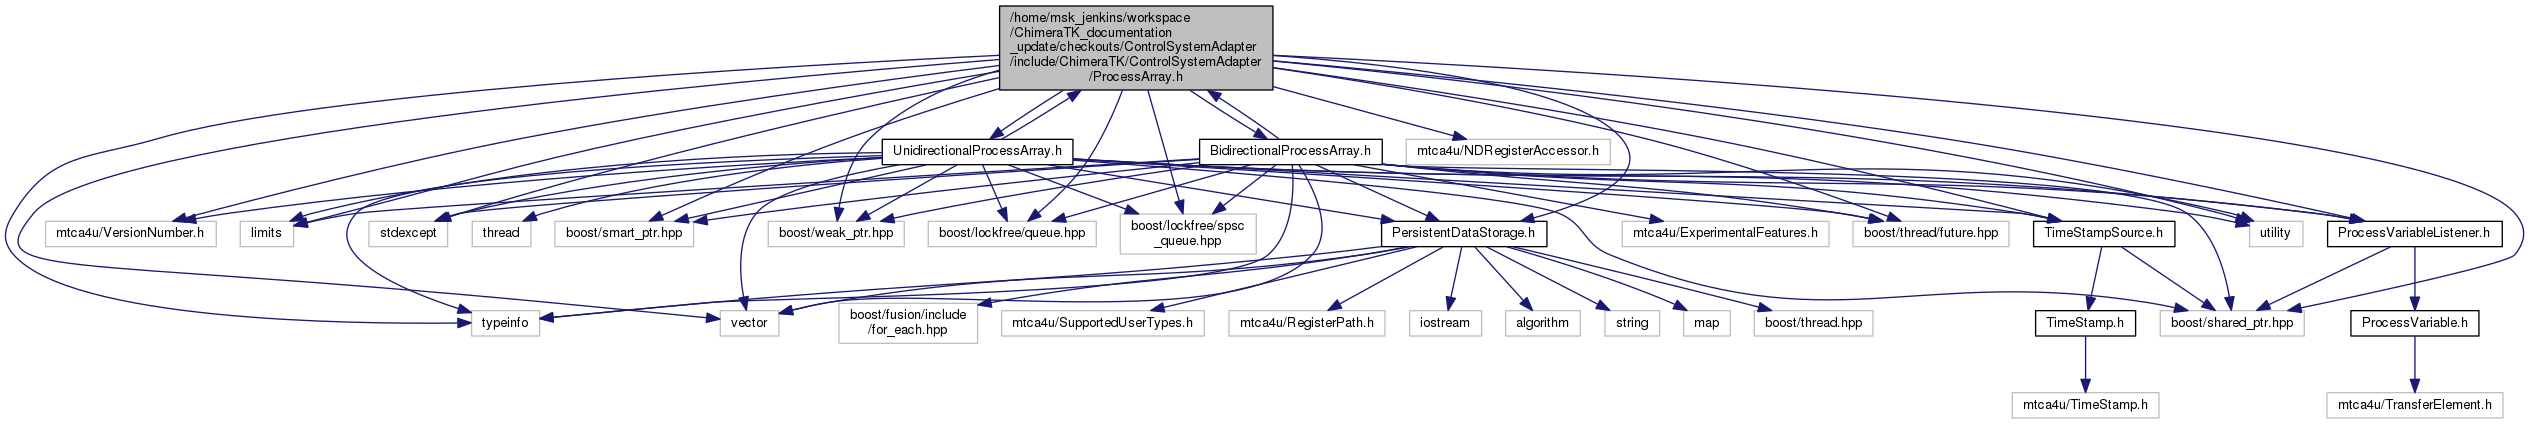 /home/msk_jenkins/workspace
/ChimeraTK_documentation
_update/checkouts/ControlSystemAdapter
/include/ChimeraTK/ControlSystemAdapter
/ProcessArray.h
UnidirectionalProcessArray.h
BidirectionalProcessArray.h
mtca4u/NDRegisterAccessor.h
mtca4u/VersionNumber.h
limits
stdexcept
thread
boost/smart_ptr.hpp
boost/weak_ptr.hpp
boost/lockfree/queue.hpp
boost/lockfree/spsc
_queue.hpp
PersistentDataStorage.h
mtca4u/ExperimentalFeatures.h
boost/thread/future.hpp
TimeStampSource.h
utility
ProcessVariableListener.h
typeinfo
vector
boost/fusion/include
/for_each.hpp
mtca4u/SupportedUserTypes.h
mtca4u/RegisterPath.h
iostream
algorithm
string
map
boost/thread.hpp
TimeStamp.h
boost/shared_ptr.hpp
ProcessVariable.h
mtca4u/TimeStamp.h
mtca4u/TransferElement.h